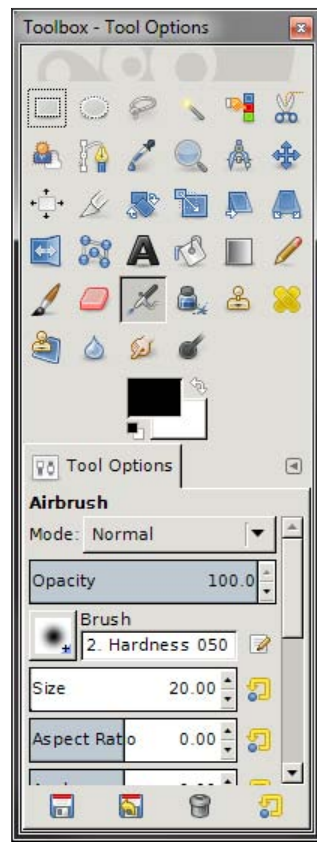 Toolbox - Tool Options
Tool Options
Airbrush
Mode: Normal
Opacity 100.0
Brush
2. Hardness 050
Size 20.00
Aspect Ratio 0.00